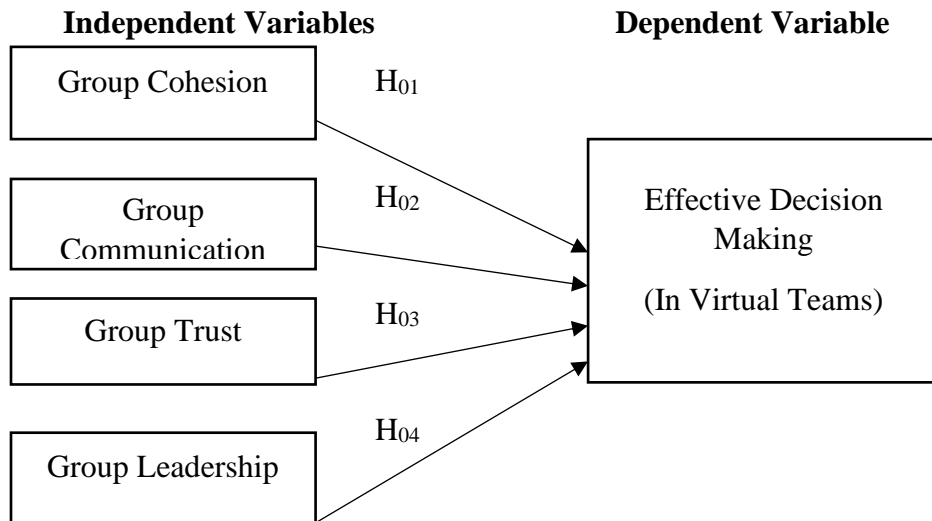 Independent Variables
Dependent Variable
Group Cohesion
H₀₁
Group
Communication
H₀₂
Group Trust
H₀₃
Group Leadership
H₀₄
Effective Decision
Making
(In Virtual Teams)